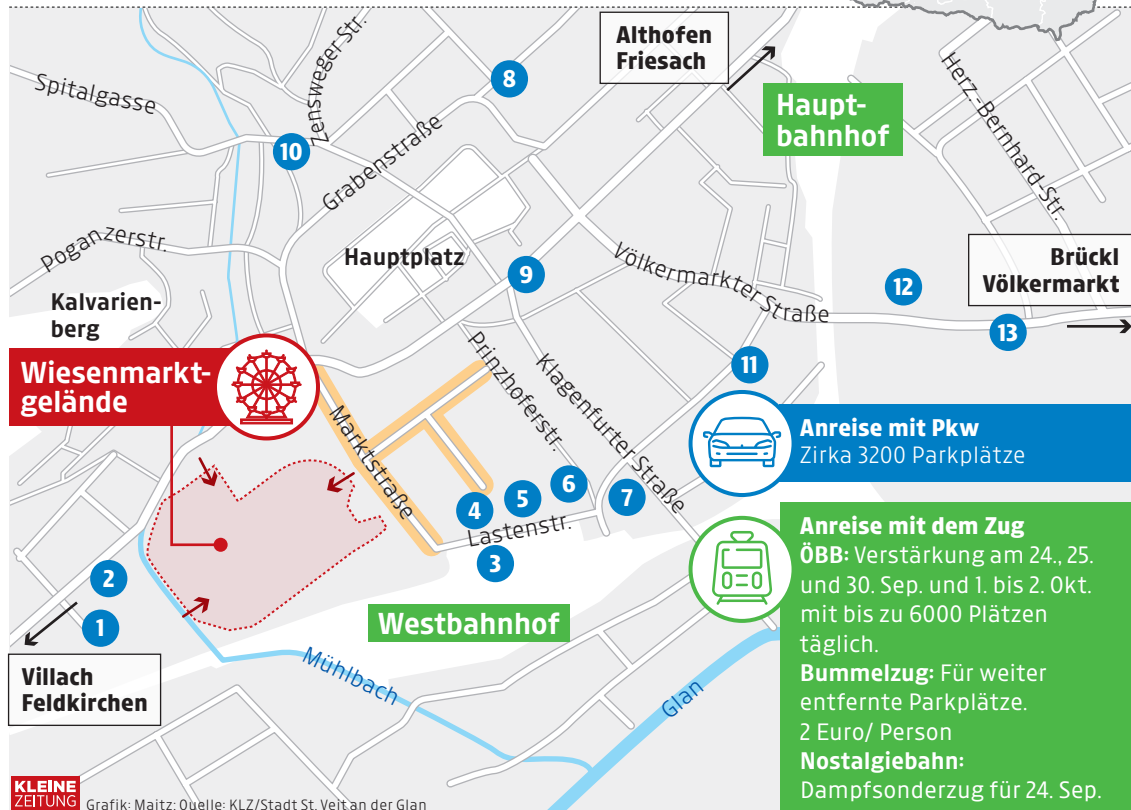 Althofen
Friesach
Haupt-
bahnhof
Herz-Bernhard-Str.
Spitalgasse
Zensweger Str.
8
10
Grabenstraße
Hauptplatz
Poganzerstr.
Kalvarien-
berg
9
Völkermarkter Straße
12
Brückl
Völkermarkt
13
Wiesenmarkt-
gelände
Marktstraße
Prinzhoferstr.
Klagenfurter Straße
11
Anreise mit Pkw
Zirka 3200 Parkplätze
4
5
6
7
Lastenstr.
3
2
1
Westbahnhof
Villach
Feldkirchen
Mühlbach
Glan
Anreise mit dem Zug
ÖBB: Verstärkung am 24., 25.
und 30. Sep. und 1. bis 2. Okt.
mit bis zu 6000 Plätzen
täglich.
Bummelzug: Für weiter
entfernte Parkplätze.
2 Euro/ Person
Nostalgiebahn:
Dampfsonderzug für 24. Sep.
KLEINE
ZEITUNG
Grafik: Maitz; Quelle: KLZ/Stadt St. Veit an der Glan